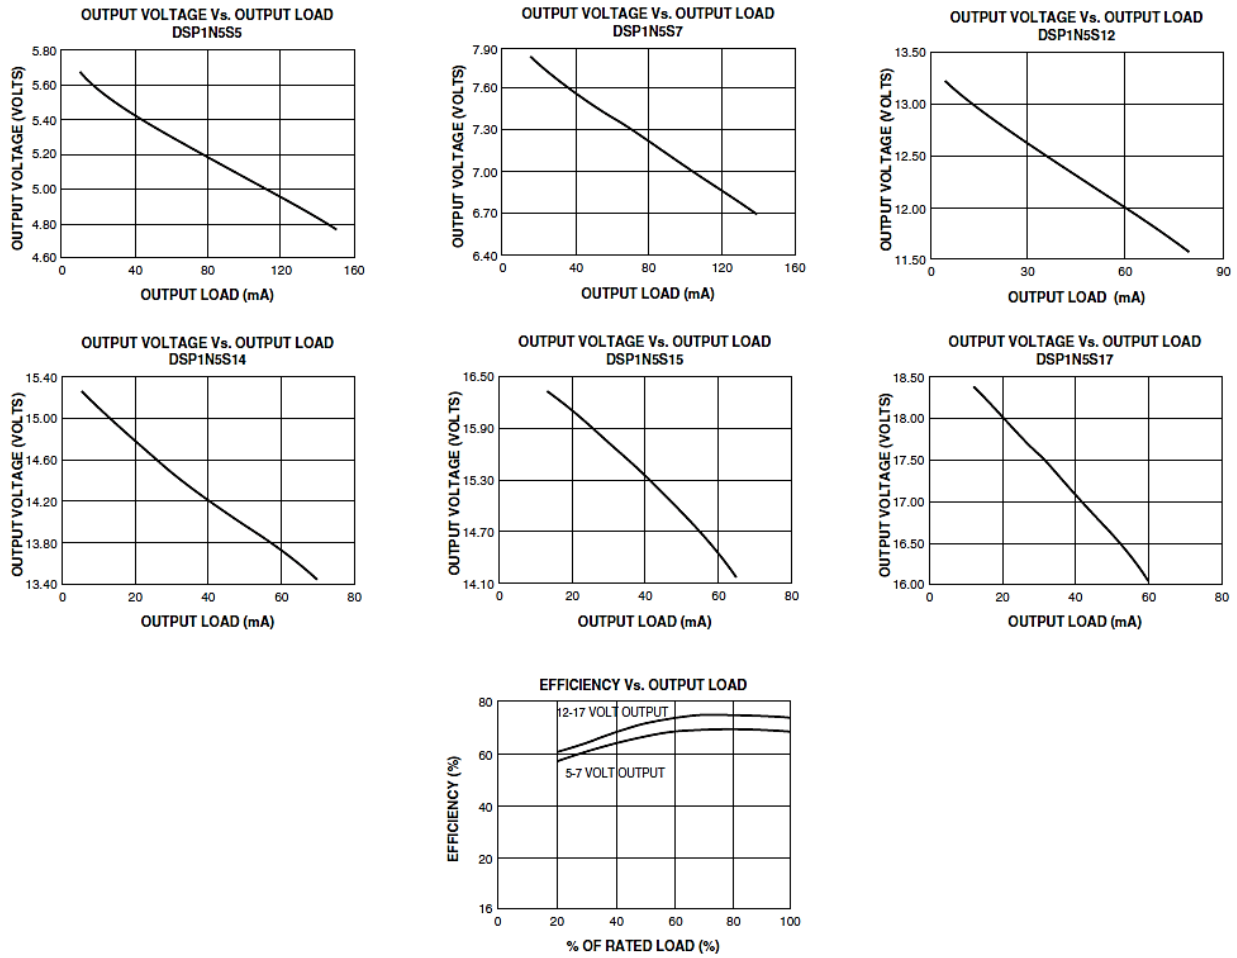 OUTPUT VOLTAGE Vs. OUTPUT LOAD
DSP1N5S5
OUTPUT VOLTAGE (VOLTS)
5.80
5.60
5.40
5.20
5.00
4.80
4.60
0 40 80 120 160
OUTPUT LOAD (mA)
OUTPUT VOLTAGE Vs. OUTPUT LOAD
DSP1N5S7
OUTPUT VOLTAGE (VOLTS)
7.90
7.60
7.30
7.00
6.70
6.40
0 40 80 120 160
OUTPUT LOAD (mA)
OUTPUT VOLTAGE Vs. OUTPUT LOAD
DSP1N5S12
OUTPUT VOLTAGE (VOLTS)
13.50
13.00
12.50
12.00
11.50
0 30 60 90
OUTPUT LOAD (mA)
OUTPUT VOLTAGE Vs. OUTPUT LOAD
DSP1N5S14
OUTPUT VOLTAGE (VOLTS)
15.40
15.00
14.60
14.20
13.80
13.40
0 20 40 60 80
OUTPUT LOAD (mA)
OUTPUT VOLTAGE Vs. OUTPUT LOAD
DSP1N5S15
OUTPUT VOLTAGE (VOLTS)
16.50
15.90
15.30
14.70
14.10
0 20 40 60 80
OUTPUT LOAD (mA)
OUTPUT VOLTAGE Vs. OUTPUT LOAD
DSP1N5S17
OUTPUT VOLTAGE (VOLTS)
18.50
18.00
17.50
17.00
16.50
16.00
0 20 40 60 80
OUTPUT LOAD (mA)
EFFICIENCY Vs. OUTPUT LOAD
EFFICIENCY (%)
80
60
40
20
16
12-17 VOLT OUTPUT
5-7 VOLT OUTPUT
0 20 40 60 80 100
% OF RATED LOAD (%)